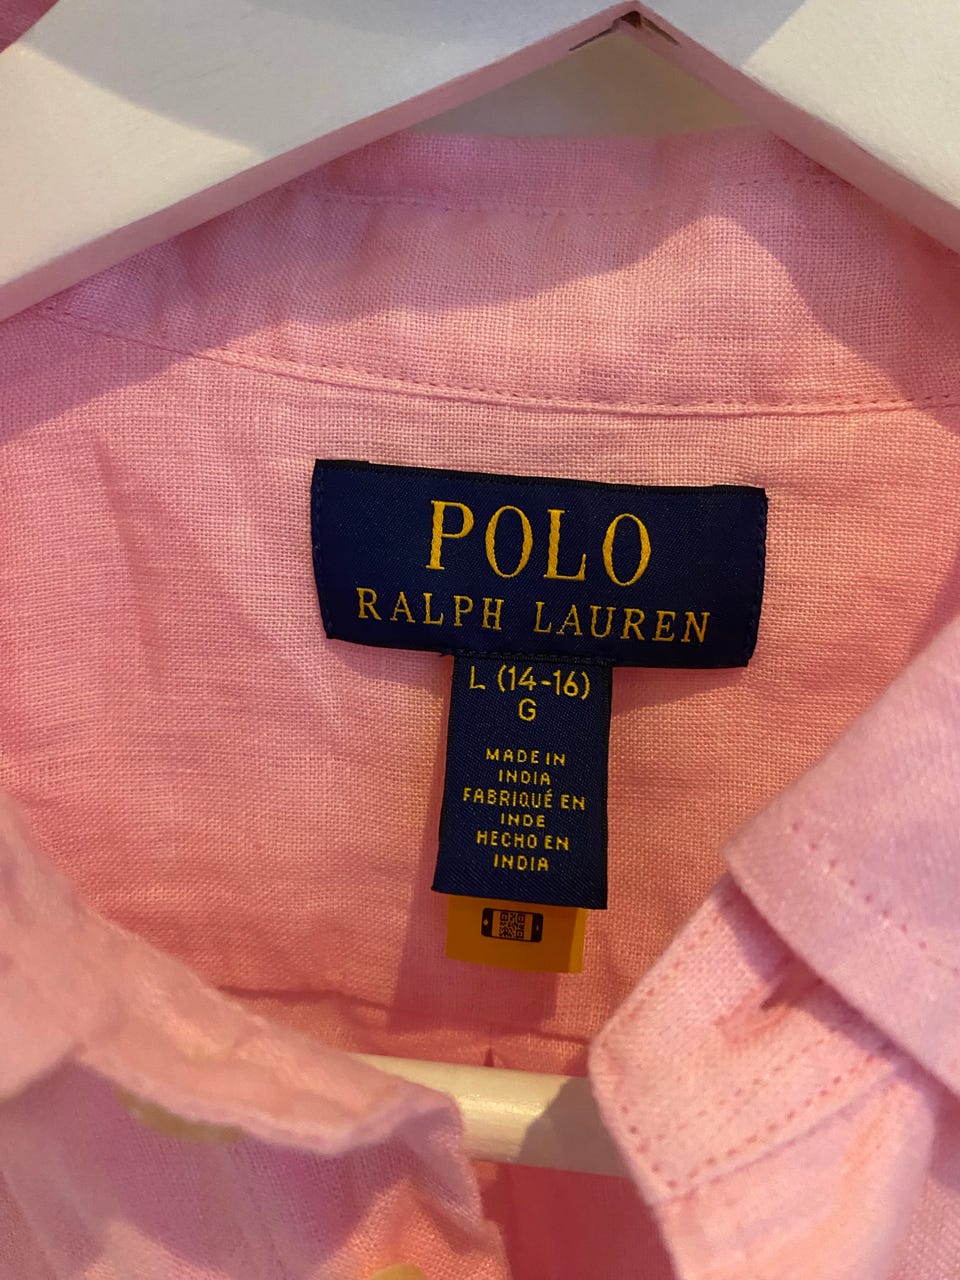 POLO
RALPH LAUREN
L (14-16)
G
MADE IN
INDIA
FABRIQUÉ EN
INDE
HECHO EN
INDIA